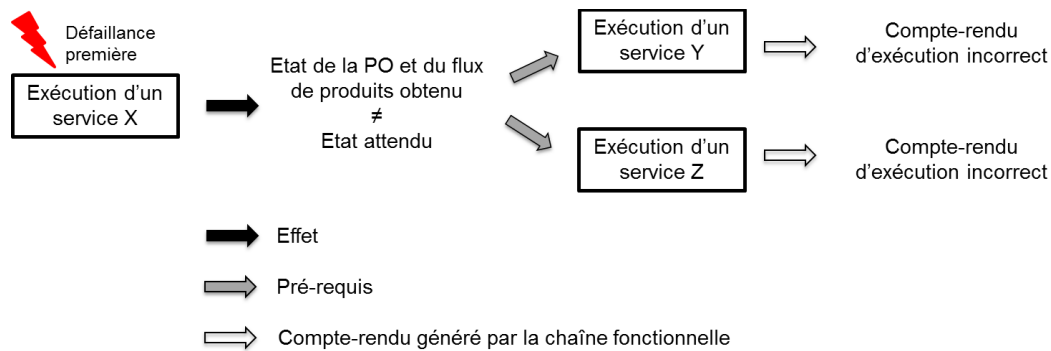 Défaillance
première
Exécution d'un
service X
Etat de la PO et du flux
de produits obtenu
≠
Etat attendu
Exécution d'un
service Y
Compte-rendu
d'exécution incorrect
Exécution d'un
service Z
Compte-rendu
d'exécution incorrect
Effet
Pré-requis
Compte-rendu généré par la chaîne fonctionnelle